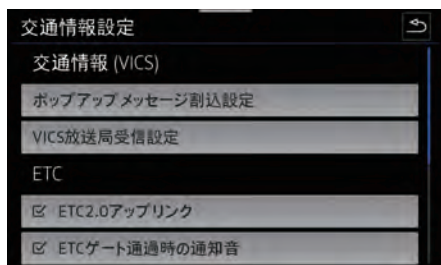 交通情報設定
交通情報 (VICS)
ポップアップメッセージ割込設定
VICS放送局受信設定
ETC
ETC2.0アップリンク
ETCゲート通過時の通知音